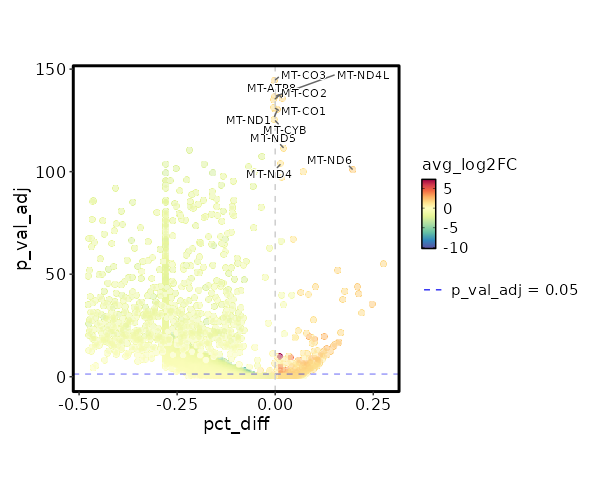 150
100
50
0
p_val_adj
-0.50
-0.25
0.00
0.25
pct_diff
MT-CO3
MT-ND4L
MT-ATP8
MT-CO2
MT-CO1
MT-ND1
MT-CYB
MT-ND5
MT-ND6
MT-ND4
avg_log2FC
5
0
-5
-10
p_val_adj = 0.05